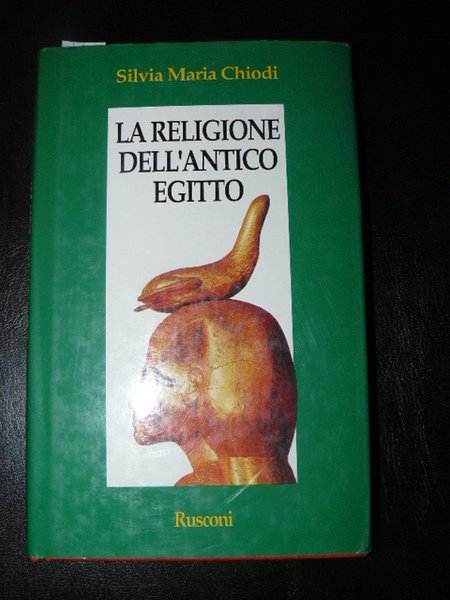 Silvia Maria Chiodi
LA RELIGIONE
DELL'ANTICO
EGITTO
Rusconi